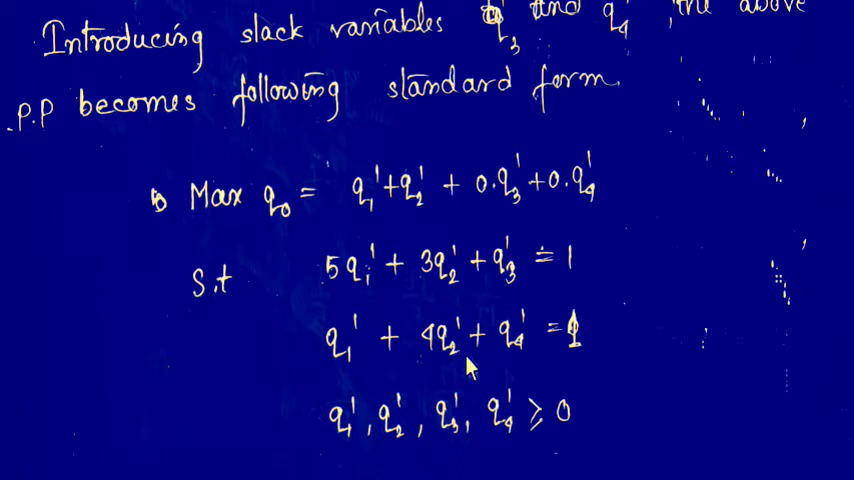 Introducing slack variables q₃' and q₄', the above
.P.P becomes following standard form.
Max q₀ = q₁' + q₂' + 0.q₃' + 0.q₄'
S.t 5q₁' + 3q₂' + q₃' = 1
q₁' + 4q₂' + q₄' = 1
q₁', q₂', q₃', q₄' ≥ 0